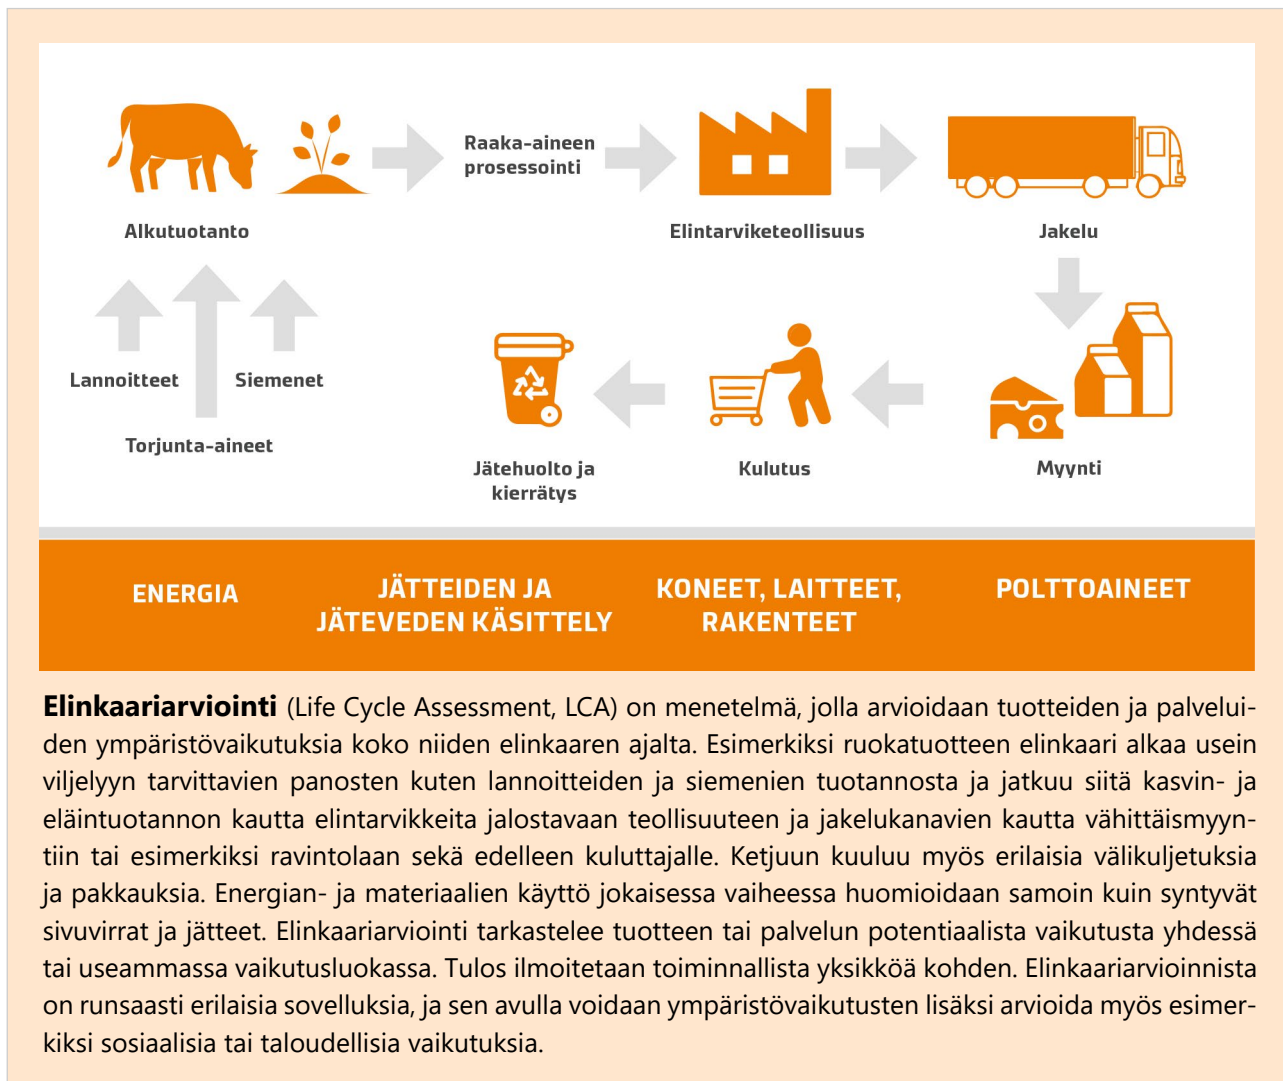 Raaka-aineen
prosessointi
Alkutuotanto
Elintarviketeollisuus
Jakelu
Lannoitteet
Siemenet
Torjunta-aineet
Jätehuolto ja
kierrätys
Kulutus
Myynti
ENERGIA
JÄTTEIDEN JA
JÄTEVEDEN KÄSITTELY
KONEET, LAITTEET,
RAKENTEET
POLTTOAINEET
Elinkaariarviointi (Life Cycle Assessment, LCA) on menetelmä, jolla arvioidaan tuotteiden ja palvelui-
den ympäristövaikutuksia koko niiden elinkaaren ajalta. Esimerkiksi ruokatuotteen elinkaari alkaa usein
viljelyyn tarvittavien panosten kuten lannoitteiden ja siemenien tuotannosta ja jatkuu siitä kasvin- ja
eläintuotannon kautta elintarvikkeita jalostavaan teollisuuteen ja jakelukanavien kautta vähittäismyyn-
tiin tai esimerkiksi ravintolaan sekä edelleen kuluttajalle. Ketjuun kuuluu myös erilaisia välikuljetuksia
ja pakkauksia. Energian- ja materiaalien käyttö jokaisessa vaiheessa huomioidaan samoin kuin syntyvät
sivuvirrat ja jätteet. Elinkaariarviointi tarkastelee tuotteen tai palvelun potentiaalista vaikutusta yhdessä
tai useammassa vaikutusluokassa. Tulos ilmoitetaan toiminnallista yksikköä kohden. Elinkaariarvioinnista
on runsaasti erilaisia sovelluksia, ja sen avulla voidaan ympäristövaikutusten lisäksi arvioida myös esimer-
kiksi sosiaalisia tai taloudellisia vaikutuksia.